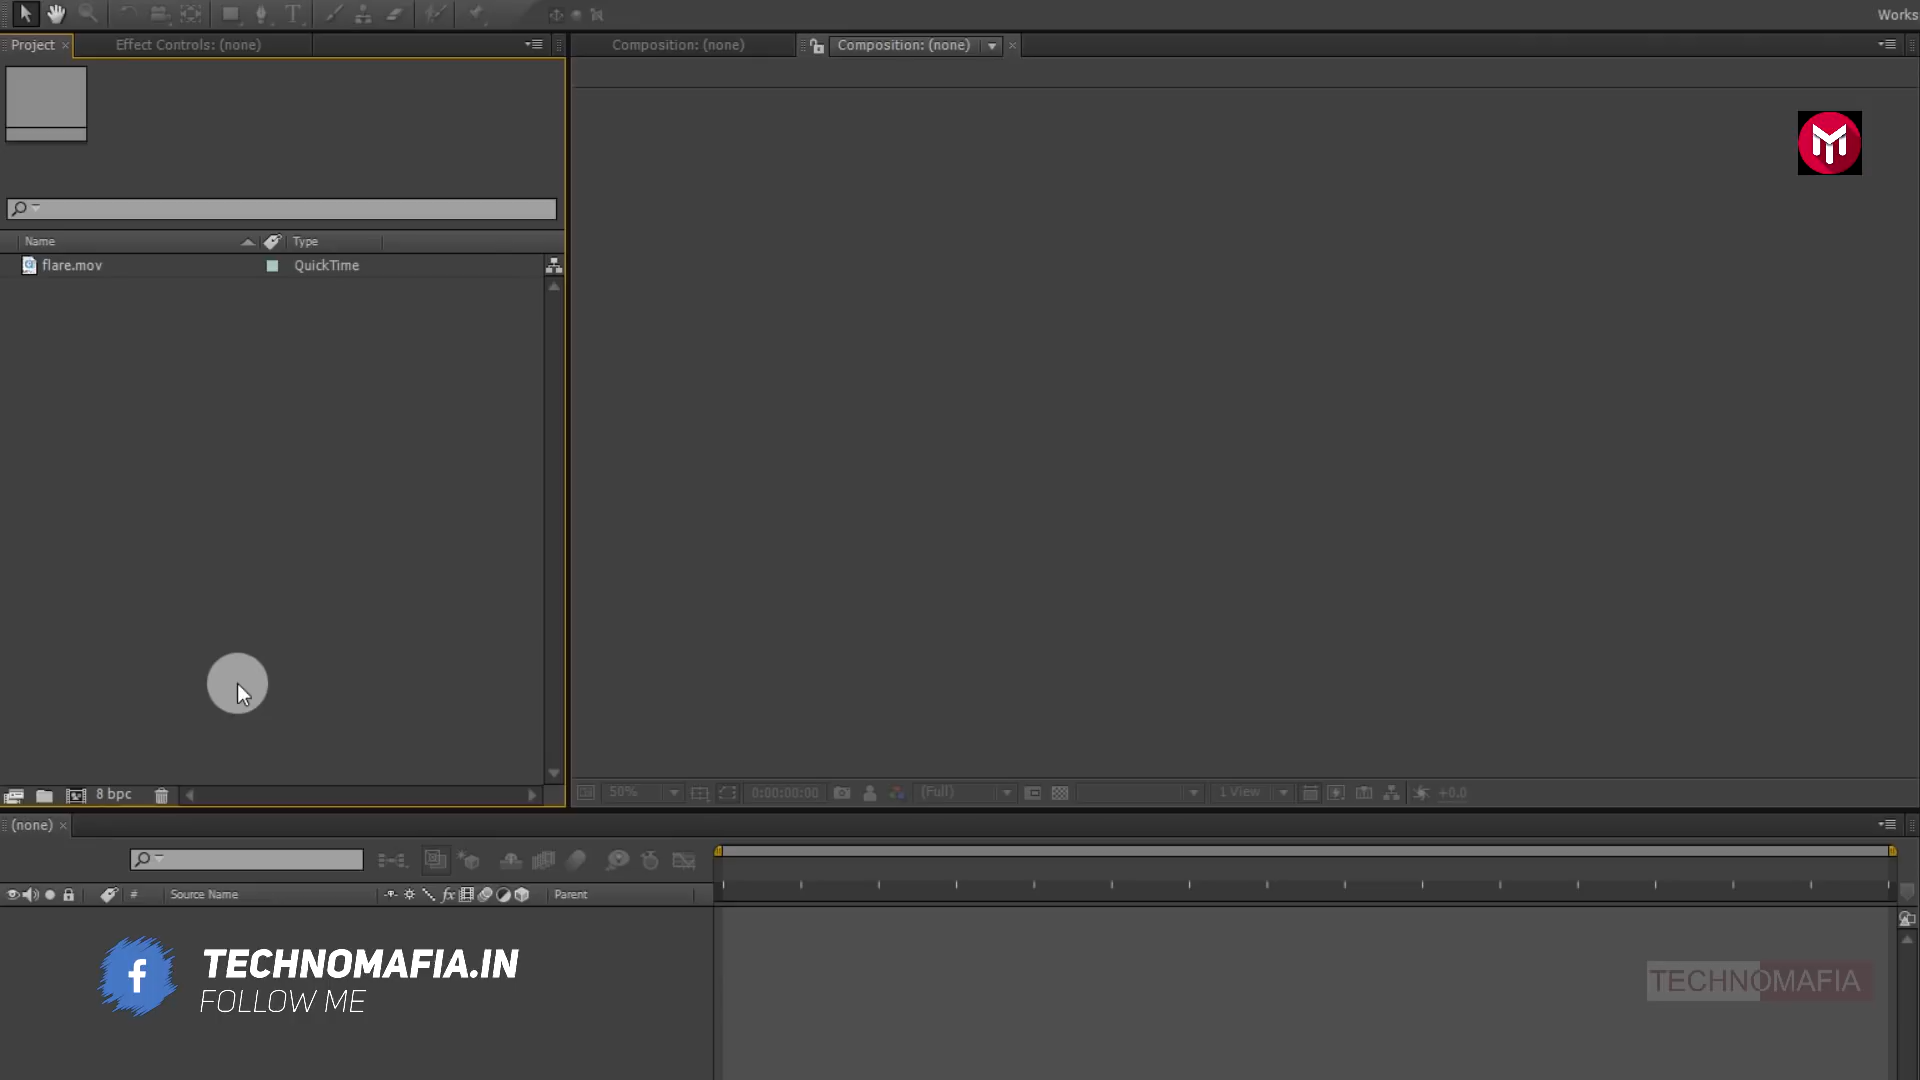 Works
Project
Effect Controls: (none)
Composition: (none)
Composition: (none)
Name
Type
flare.mov
QuickTime
8 bpc
50%
0:00:00:00
(Full)
1 View
+0.0
(none)
#
Source Name
fx
Parent
TECHNOMAFIA.IN
FOLLOW ME
TECHNOMAFIA